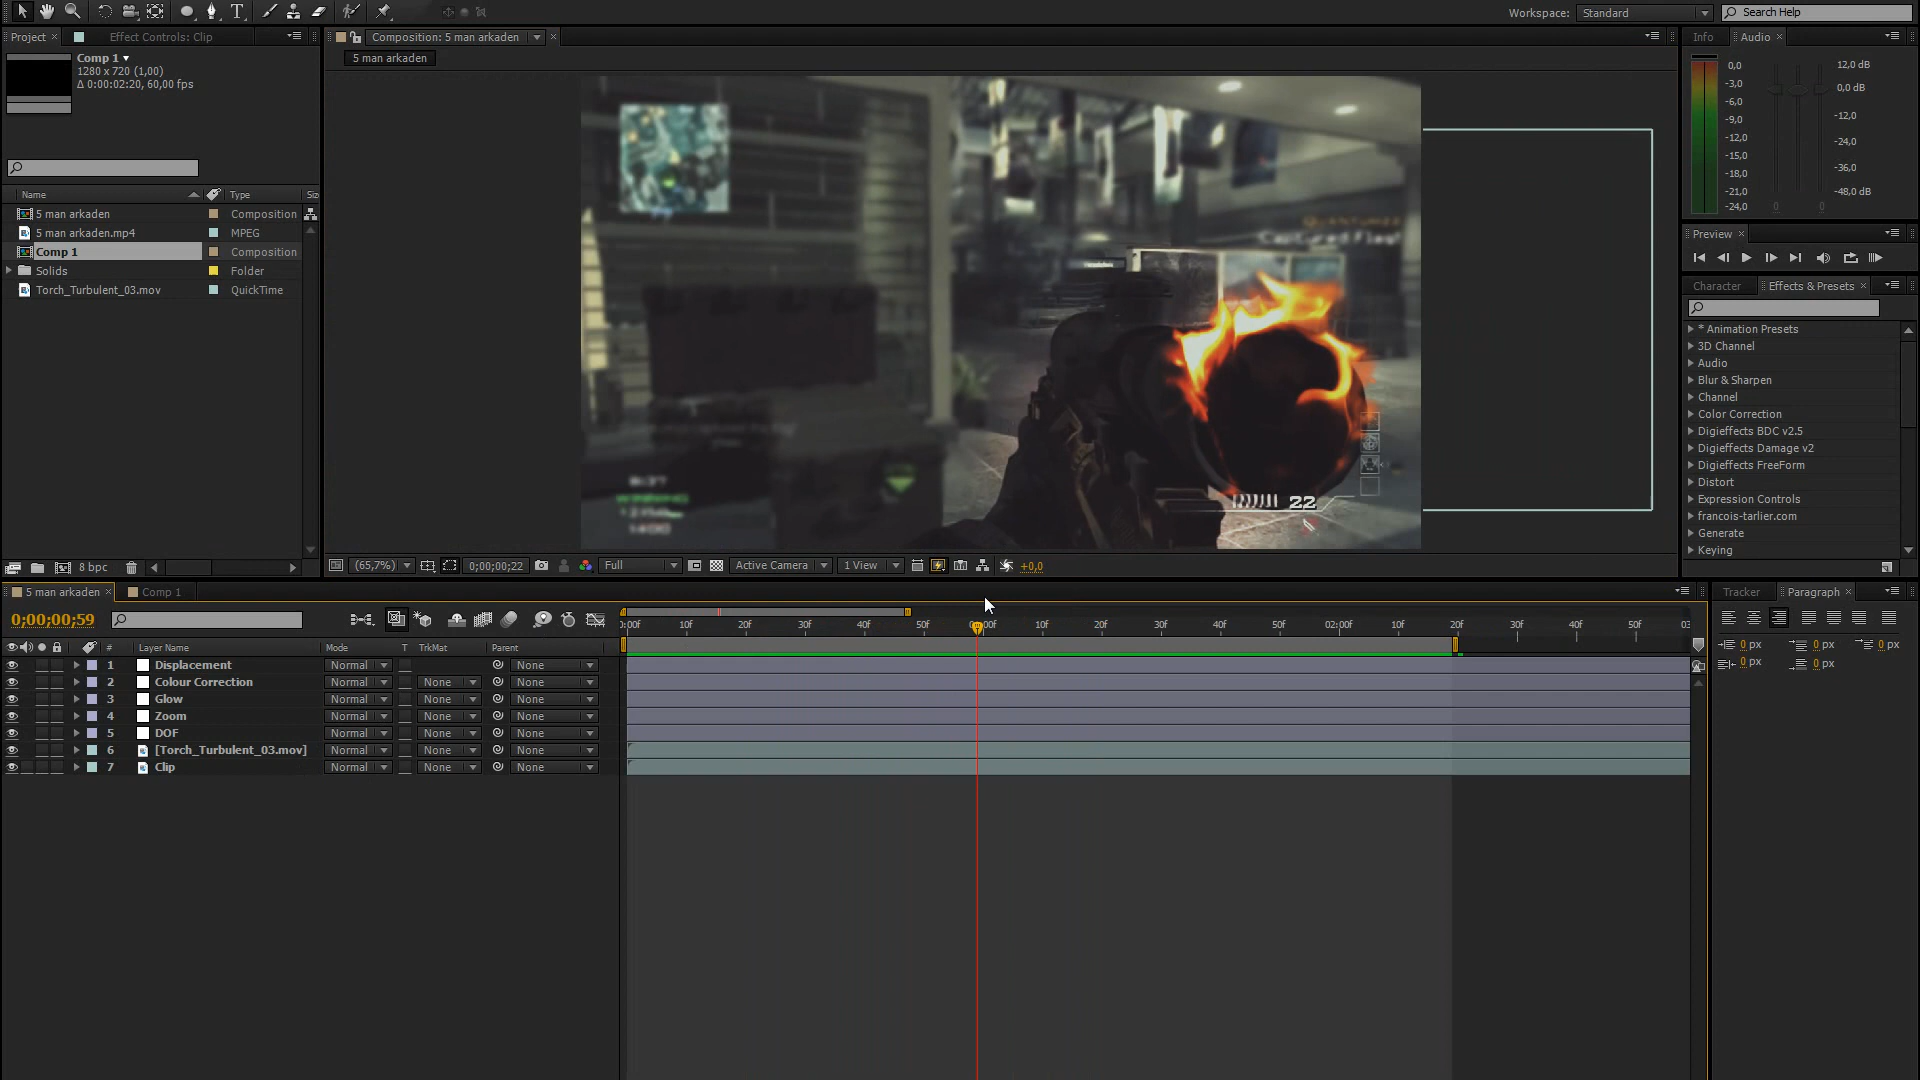 Workspace: Standard Search Help
Project Effect Controls: Clip
Composition: 5 man arkaden
Info Audio
5 man arkaden
Comp 1
1280 x 720 (1,00)
Δ 0:00:02:20, 60,00 fps
0,0
-3,0
-6,0
-9,0
-12,0
-15,0
-18,0
-21,0
-24,0
12,0 dB
0,0 dB
-12,0
-24,0
-36,0
-48,0 dB
0 0
Name Type Siz
5 man arkaden Composition
5 man arkaden.mp4 MPEG
Comp 1 Composition
Solids Folder
Torch_Turbulent_03.mov QuickTime
8 bpc
Captured Flag!
8:37
WINNING
22
Preview
Character Effects & Presets
* Animation Presets
3D Channel
Audio
Blur & Sharpen
Channel
Color Correction
Digieffects BDC v2.5
Digieffects Damage v2
Digieffects FreeForm
Distort
Expression Controls
francois-tarlier.com
Generate
Keying
(65,7%) 0;00;00;22 Full Active Camera 1 View +0,0
5 man arkaden Comp 1
0;00;00;59
0:00f 10f 20f 30f 40f 50f 0;00f 10f 20f 30f 40f 50f 02:00f 10f 20f 30f 40f 50f 03
# Layer Name Mode T TrkMat Parent
1 Displacement Normal None
2 Colour Correction Normal None None
3 Glow Normal None None
4 Zoom Normal None None
5 DOF Normal None None
6 [Torch_Turbulent_03.mov] Normal None None
7 Clip Normal None None
Tracker Paragraph
0 px 0 px 0 px
0 px 0 px